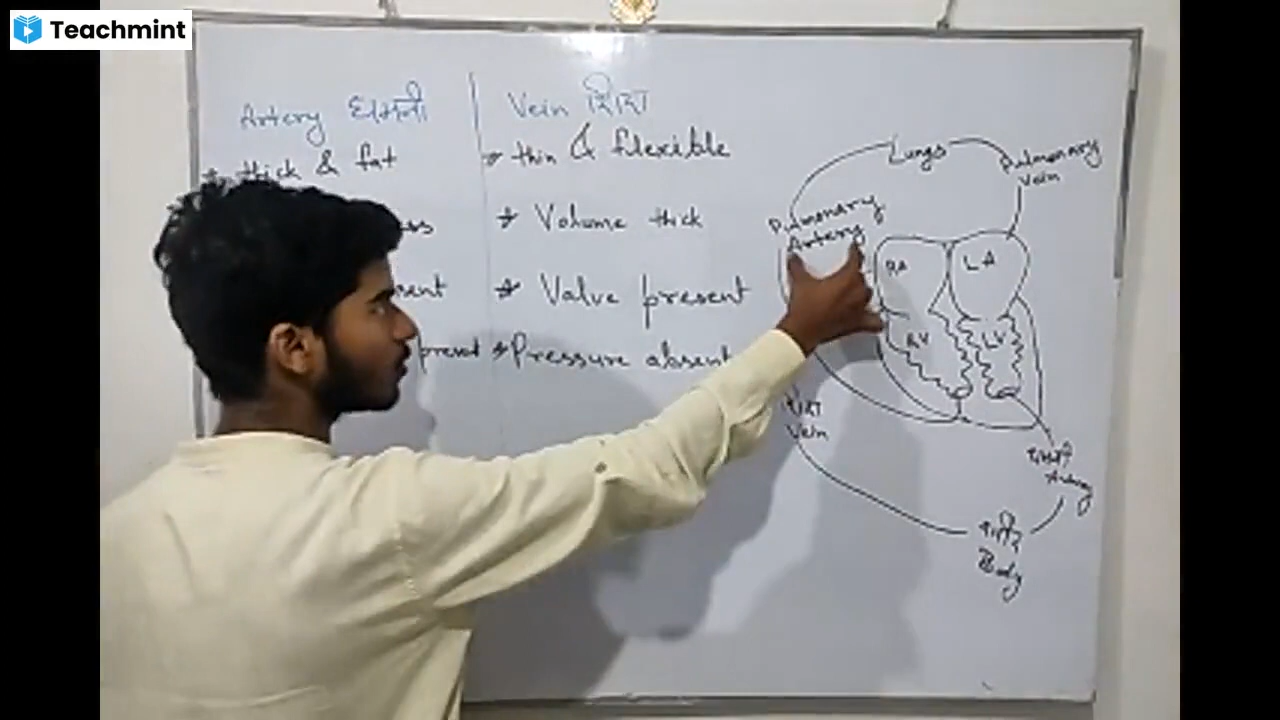 Teachmint
Artery धमनी
Vein शिरा
thick & fat
thin & flexible
Volume thick
Valve present
present
Pressure absent
Lungs
Pulmonary
Vein
Pulmonary
Artery
RA
LA
RV
LV
शिरा
Vein
धमनी
Artery
शरीर
Body